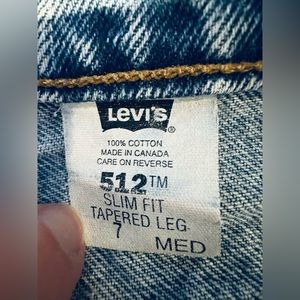 LEVI'S®
100% COTTON
MADE IN CANADA
CARE ON REVERSE
512™
SLIM FIT
TAPERED LEG
7 MED